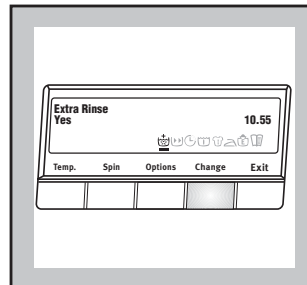 Extra Rinse
Yes 10.55
Temp. Spin Options Change Exit